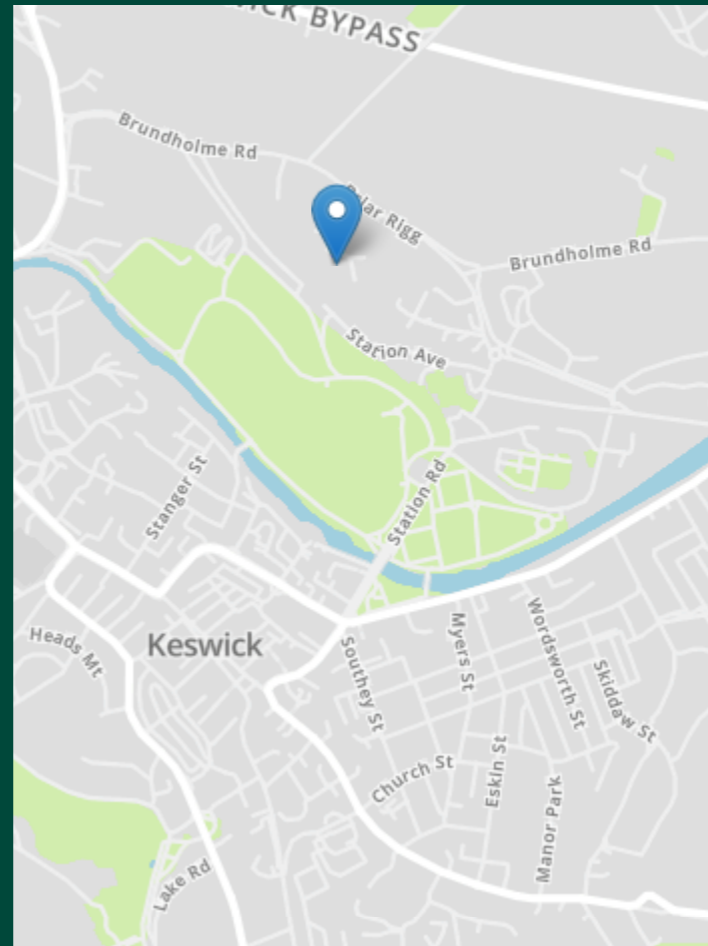 ICK BYPASS
Brundholme Rd
Briar Rigg
Brundholme Rd
Station Ave
Station Rd
Stanger St
Keswick
Heads Mt
Southey St
Myers St
Wordsworth St
Skiddaw St
Church St
Eskin St
Manor Park
Lake Rd